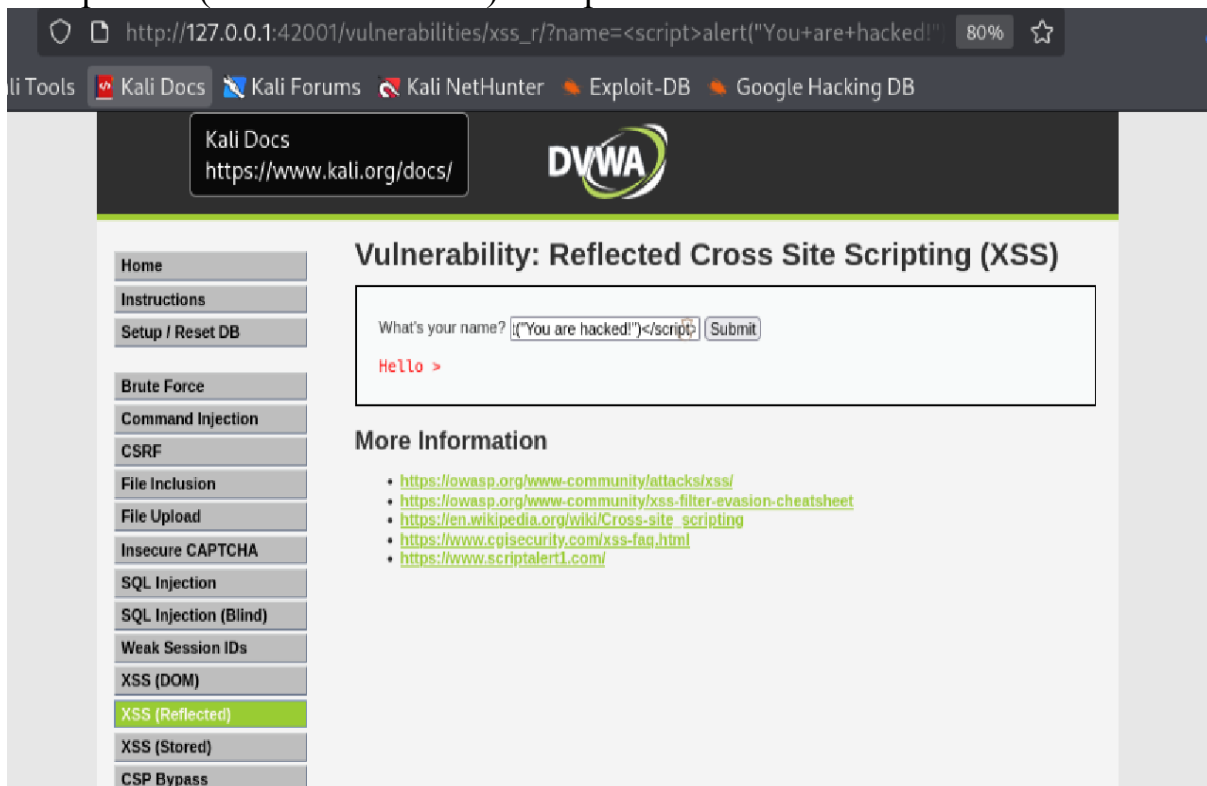 http://127.0.0.1:42001/vulnerabilities/xss_r/?name=<script>alert("You+are+hacked!") 80%
li Tools Kali Docs Kali Forums Kali NetHunter Exploit-DB Google Hacking DB
Kali Docs
https://www.kali.org/docs/
DVWA
Vulnerability: Reflected Cross Site Scripting (XSS)
Home
Instructions
Setup / Reset DB
Brute Force
Command Injection
CSRF
File Inclusion
File Upload
Insecure CAPTCHA
SQL Injection
SQL Injection (Blind)
Weak Session IDs
XSS (DOM)
XSS (Reflected)
XSS (Stored)
CSP Bypass
What's your name? :("You are hacked!")</script> Submit
Hello >
More Information
https://owasp.org/www-community/attacks/xss/
https://owasp.org/www-community/xss-filter-evasion-cheatsheet
https://en.wikipedia.org/wiki/Cross-site_scripting
https://www.cgisecurity.com/xss-faq.html
https://www.scriptalert1.com/